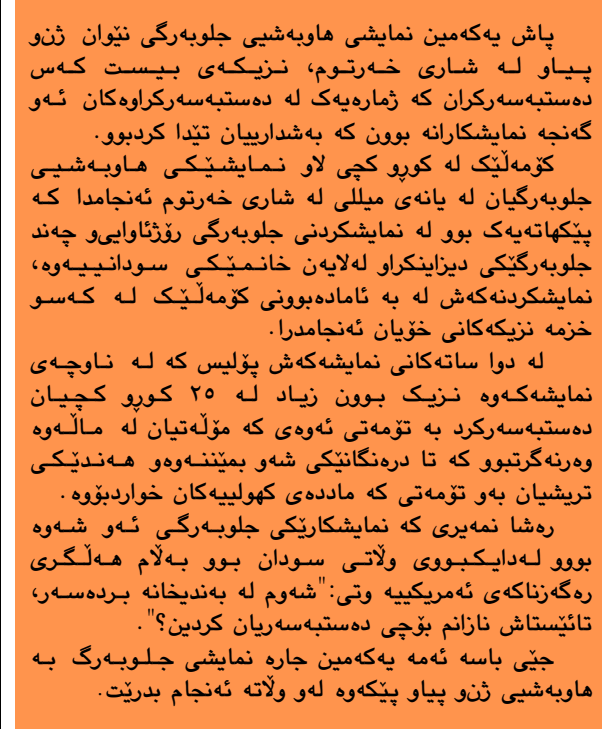 پاش یەکەمین نمایشی هاوبەشیی جلوبەرگی نێوان ژنو
پیاو لە شاری خەرتوم، نزیکەی بیست کەس
دەستبەسەرکران کە ژمارەیەک لە دەستبەسەرکراوەکان ئەو
گەنجە نمایشکارانە بوون کە بەشدارییان تێدا کردبوو.
کۆمەڵێک لە کورو کچی لاو نمایشێکی هاوبەشیی
جلوبەرگیان لە یانەی میللی لە شاری خەرتوم ئەنجامدا کە
پێکهاتەیەک بوو لە نمایشکردنی جلوبەرگی رۆژئاوایىو چەند
جلوبەرگێکی دیزاینکراو لەلایەن خانمێکی سودانییەوە،
نمایشکردنەکەش لە بە ئامادەبوونی کۆمەڵێک لە کەسو
خزمە نزیکەکانی خۆیان ئەنجامدرا.
لە دوا ساتەکانی نمایشەکەش پۆلیس کە لە ناوچەی
نمایشەکەوە نزیک بوون زیاد لە ٢٥ کورو کچیان
دەستبەسەرکرد بە تۆمەتی ئەوەی کە مۆڵەتیان لە ماڵەوە
وەرنەگرتبوو کە تا درەنگانێکی شەو بمێننەوەو هەندێکی
تریشیان بەو تۆمەتی کە ماددەی کهولییەکان خواردبۆوە.
رەشا نمەیری کە نمایشکارێکی جلوبەرگی ئەو شەوە
بووو لەدایکبووی وڵاتی سودان بوو بەڵام هەڵگری
رەگەزناکەی ئەمریکییە وتی:"شەوم لە بەندیخانە بردەسەر،
تائێستاش نازانم بۆچی دەستبەسەریان کردین؟".
جێی باسە ئەمە یەکەمین جارە نمایشی جلوبەرگ بە
هاوبەشیی ژنو پیاو پێکەوە لەو وڵاتە ئەنجام بدرێت.